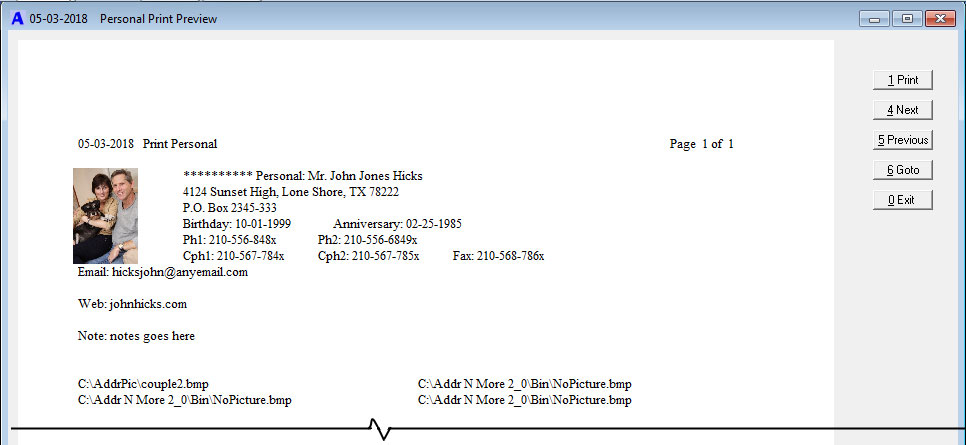 A 05-03-2018 Personal Print Preview
1 Print
4 Next
5 Previous
6 Goto
0 Exit
05-03-2018 Print Personal Page 1 of 1
********** Personal: Mr. John Jones Hicks
4124 Sunset High, Lone Shore, TX 78222
P.O. Box 2345-333
Birthday: 10-01-1999 Anniversary: 02-25-1985
Ph1: 210-556-848x Ph2: 210-556-6849x
Cph1: 210-567-784x Cph2: 210-567-785x Fax: 210-568-786x
Email: hicksjohn@anyemail.com
Web: johnhicks.com
Note: notes goes here
C:\AddrPic\couple2.bmp C:\Addr N More 2_0\Bin\NoPicture.bmp
C:\Addr N More 2_0\Bin\NoPicture.bmp C:\Addr N More 2_0\Bin\NoPicture.bmp